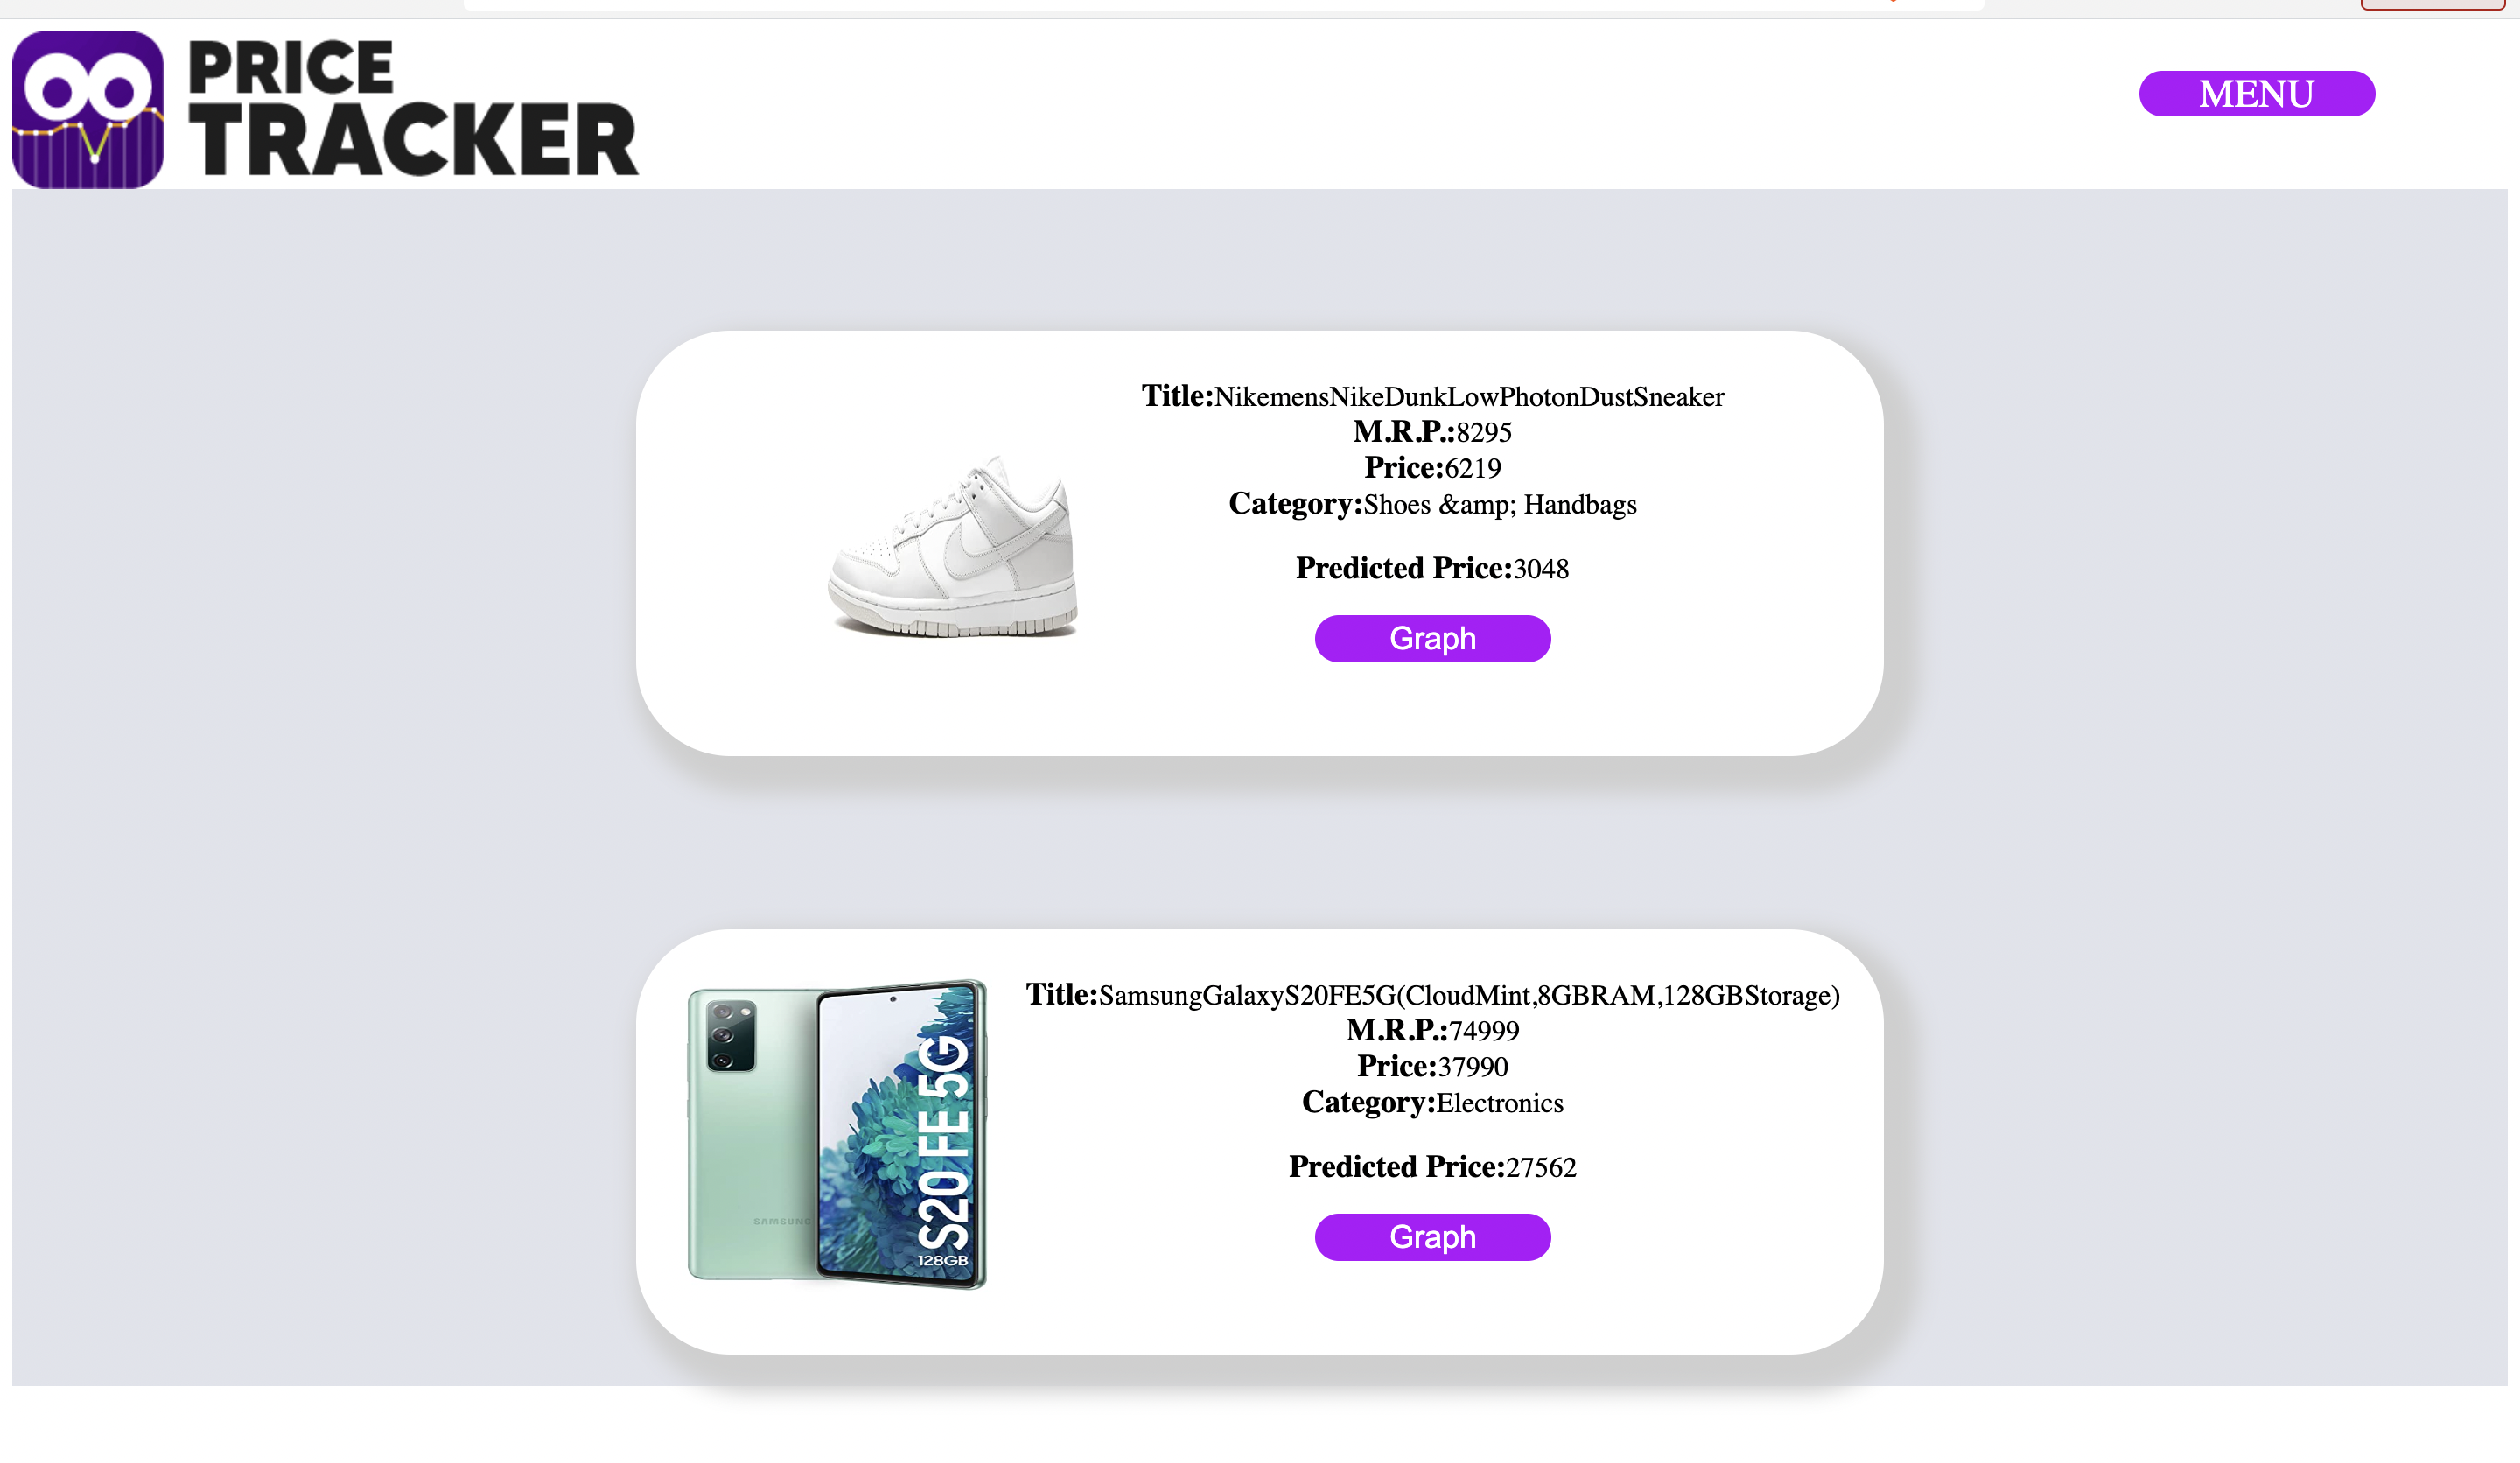 PRICE
TRACKER
MENU
Title:NikemensNikeDunkLowPhotonDustSneaker
M.R.P.:8295
Price:6219
Category:Shoes &amp; Handbags
Predicted Price:3048
Graph
Title:SamsungGalaxyS20FE5G(CloudMint,8GBRAM,128GBStorage)
M.R.P.:74999
Price:37990
Category:Electronics
Predicted Price:27562
Graph
SAMSUNG
S20 FE 5G
128GB